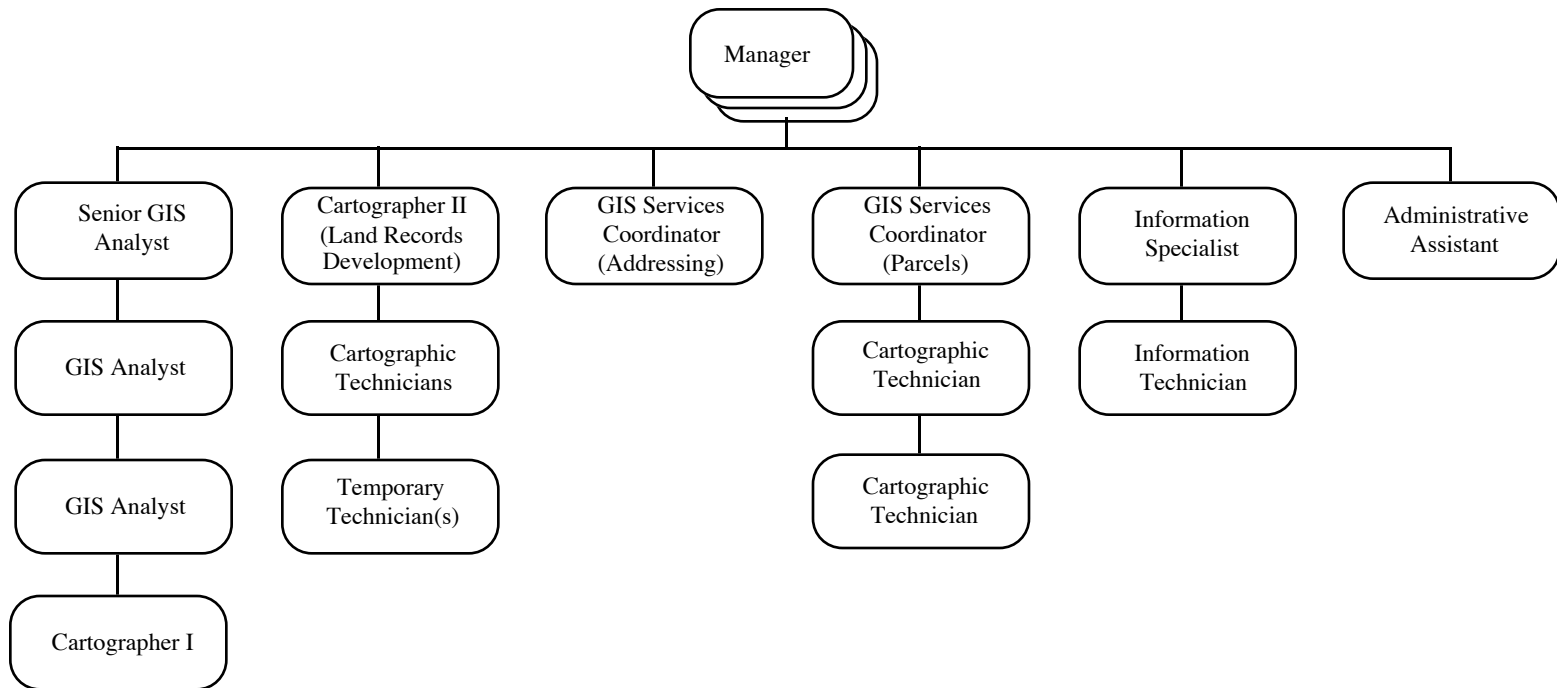 Manager
Senior GIS
Analyst
Cartographer II
(Land Records
Development)
GIS Services
Coordinator
(Addressing)
GIS Services
Coordinator
(Parcels)
Information
Specialist
Administrative
Assistant
GIS Analyst
Cartographic
Technicians
Cartographic
Technician
Information
Technician
GIS Analyst
Temporary
Technician(s)
Cartographic
Technician
Cartographer I